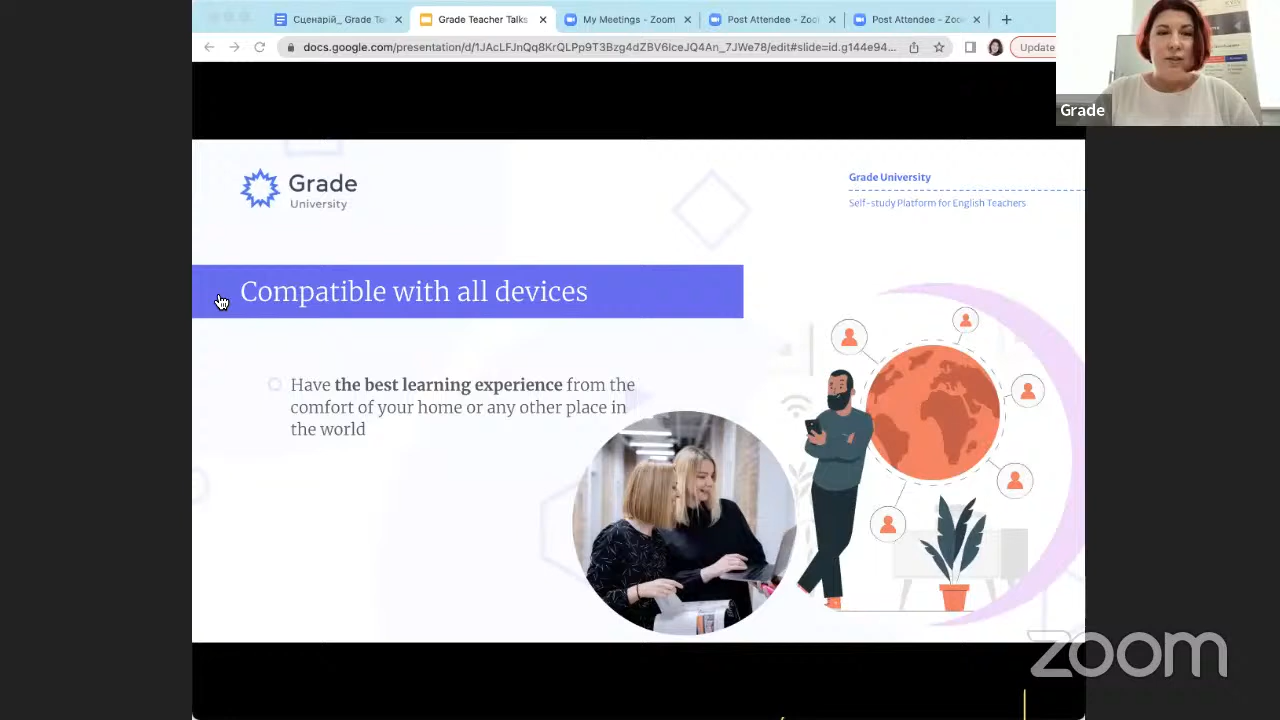 Сценарій_ Grade Te
Grade Teacher Talks
My Meetings - Zoom
Post Attendee - Zoo
Post Attendee - Zoo
docs.google.com/presentation/d/1JAcLFJnQq8KrQLPp9T3Bzg4dZBV6IceJQ4An_7JWe78/edit#slide=id.g144e94...
Update
Grade
Grade
University
Grade University
Self-study Platform for English Teachers
Compatible with all devices
Have the best learning experience from the
comfort of your home or any other place in
the world
zoom